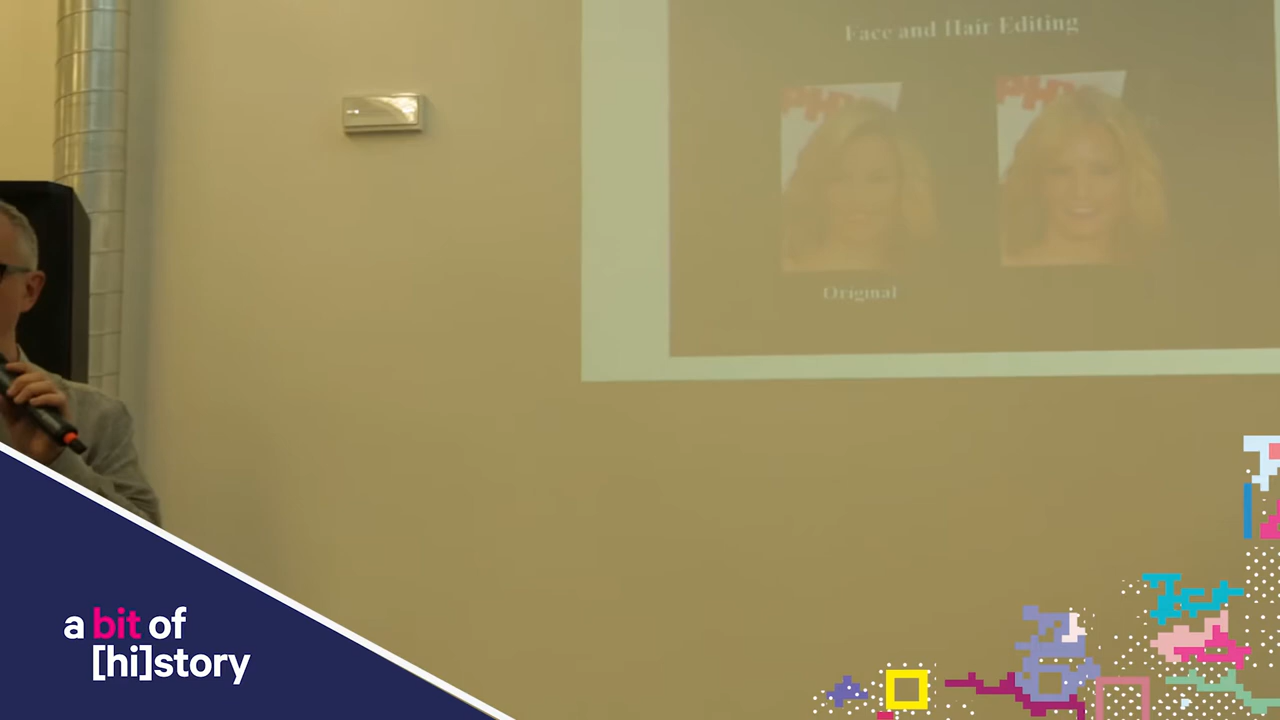 Face and Hair Editing
Original
a bit of
[hi]story